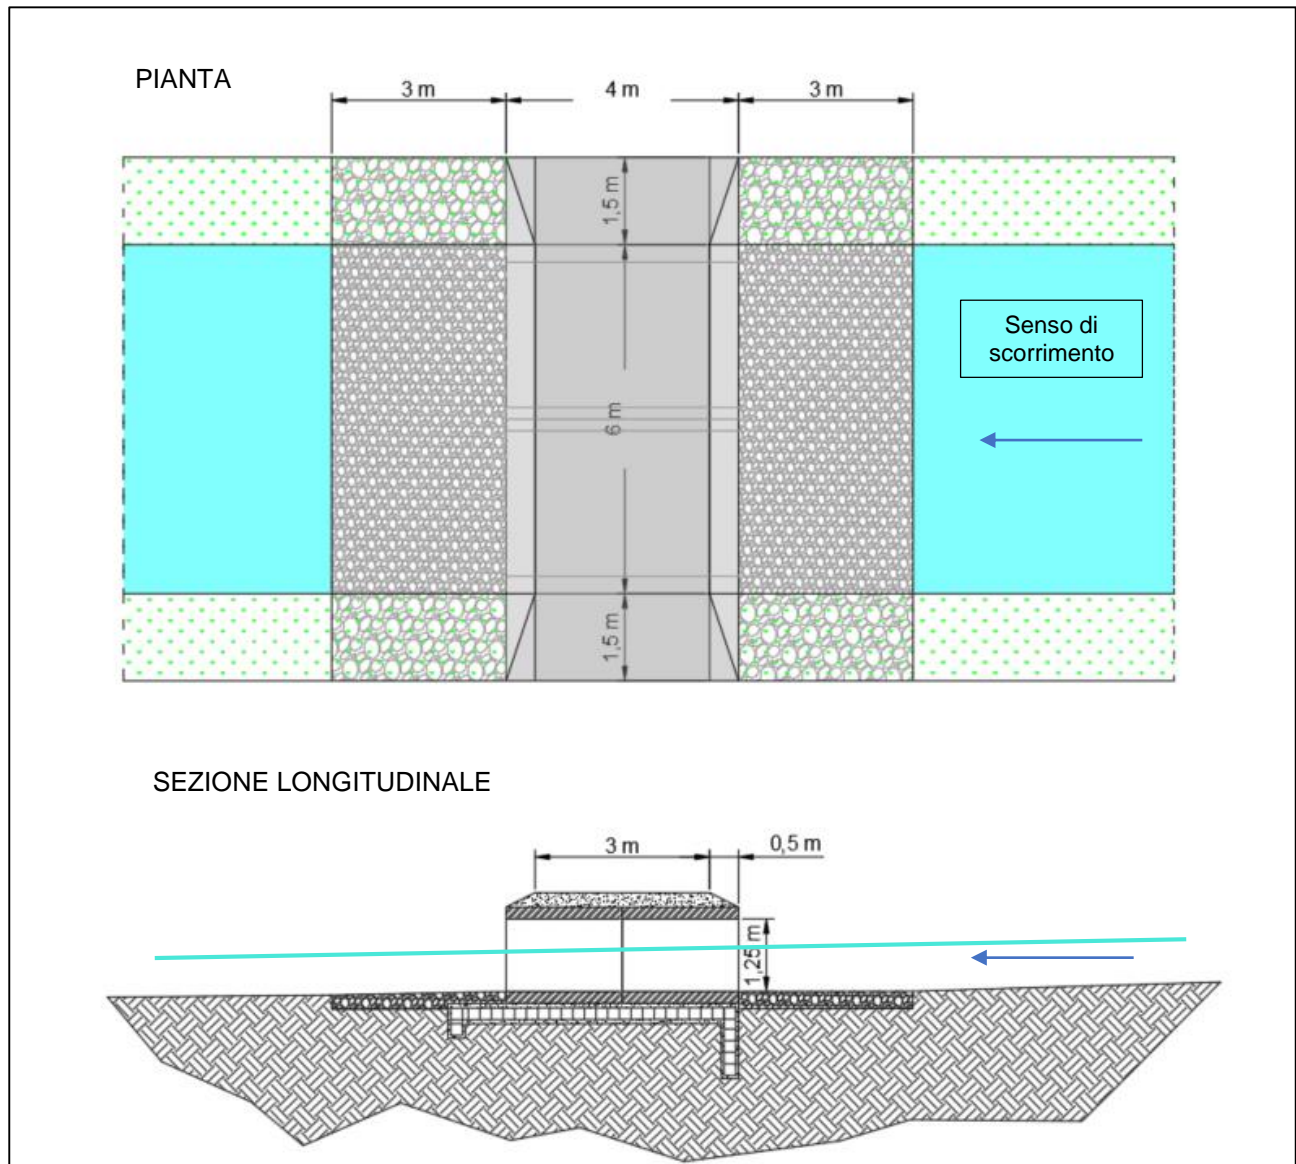 PIANTA
3 m
4 m
3 m
1,5 m
Senso di
scorrimento
6 m
1,5 m
SEZIONE LONGITUDINALE
3 m
0,5 m
1,25 m